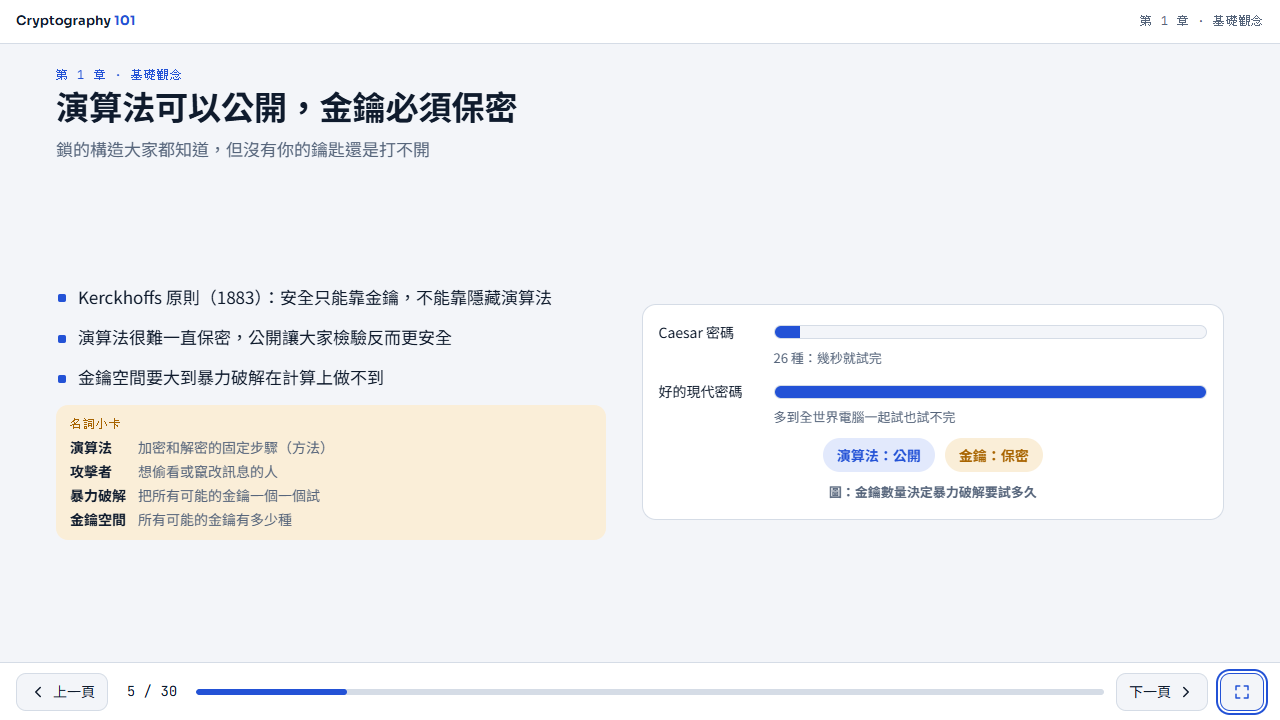 Cryptography 101
第 1 章 · 基礎觀念
第 1 章 · 基礎觀念
演算法可以公開，金鑰必須保密
鎖的構造大家都知道，但沒有你的鑰匙還是打不開
Kerckhoffs 原則（1883）：安全只能靠金鑰，不能靠隱藏演算法
演算法很難一直保密，公開讓大家檢驗反而更安全
金鑰空間要大到暴力破解在計算上做不到
名詞小卡
演算法 加密和解密的固定步驟（方法）
攻擊者 想偷看或竄改訊息的人
暴力破解 把所有可能的金鑰一個一個試
金鑰空間 所有可能的金鑰有多少種
Caesar 密碼
26 種：幾秒就試完
好的現代密碼
多到全世界電腦一起試也試不完
演算法：公開 金鑰：保密
圖：金鑰數量決定暴力破解要試多久
上一頁 5 / 30 下一頁